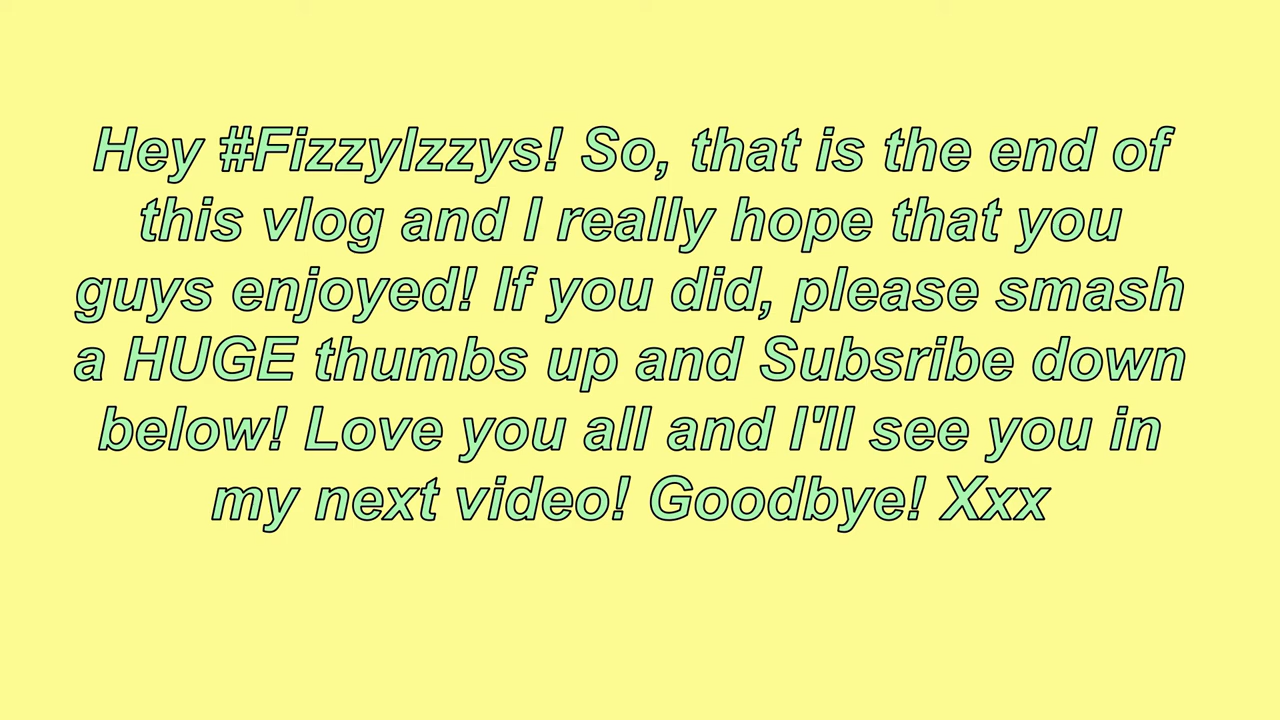 Hey #FizzyIzzys! So, that is the end of
this vlog and I really hope that you
guys enjoyed! If you did, please smash
a HUGE thumbs up and Subsribe down
below! Love you all and I'll see you in
my next video! Goodbye! Xxx